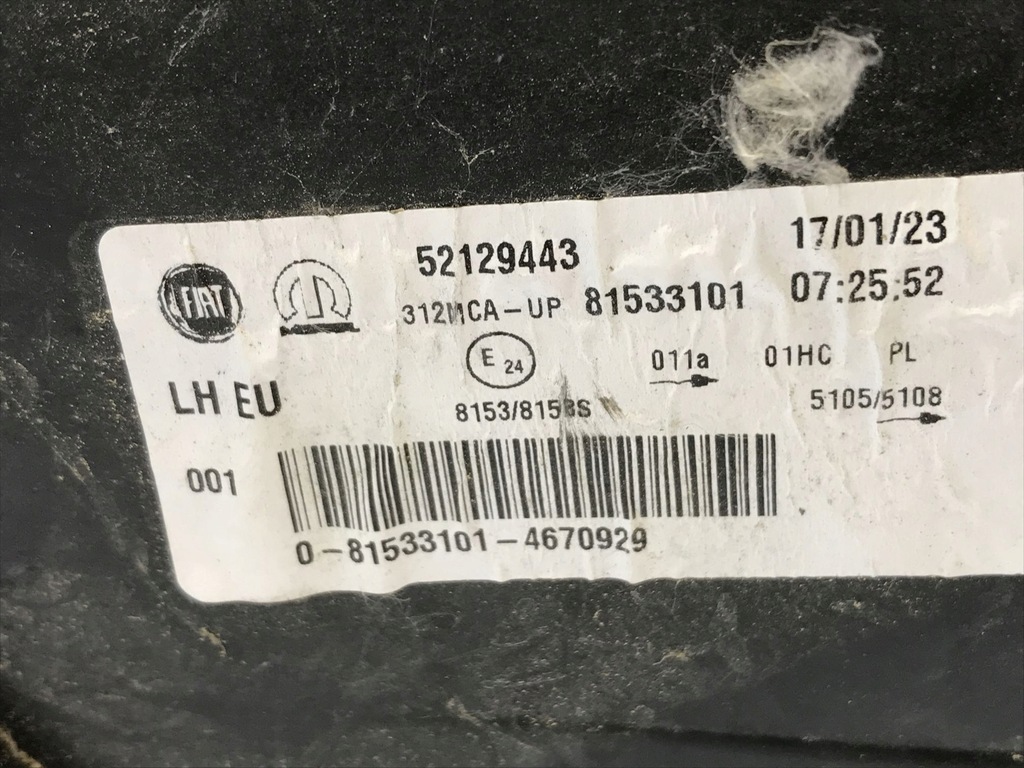 FIAT
52129443
17/01/23
312MCA-UP 81533101
07:25:52
E 24
011a
01HC PL
LH EU
8153/8153S
5105/5108
001
0-81533101-4670929